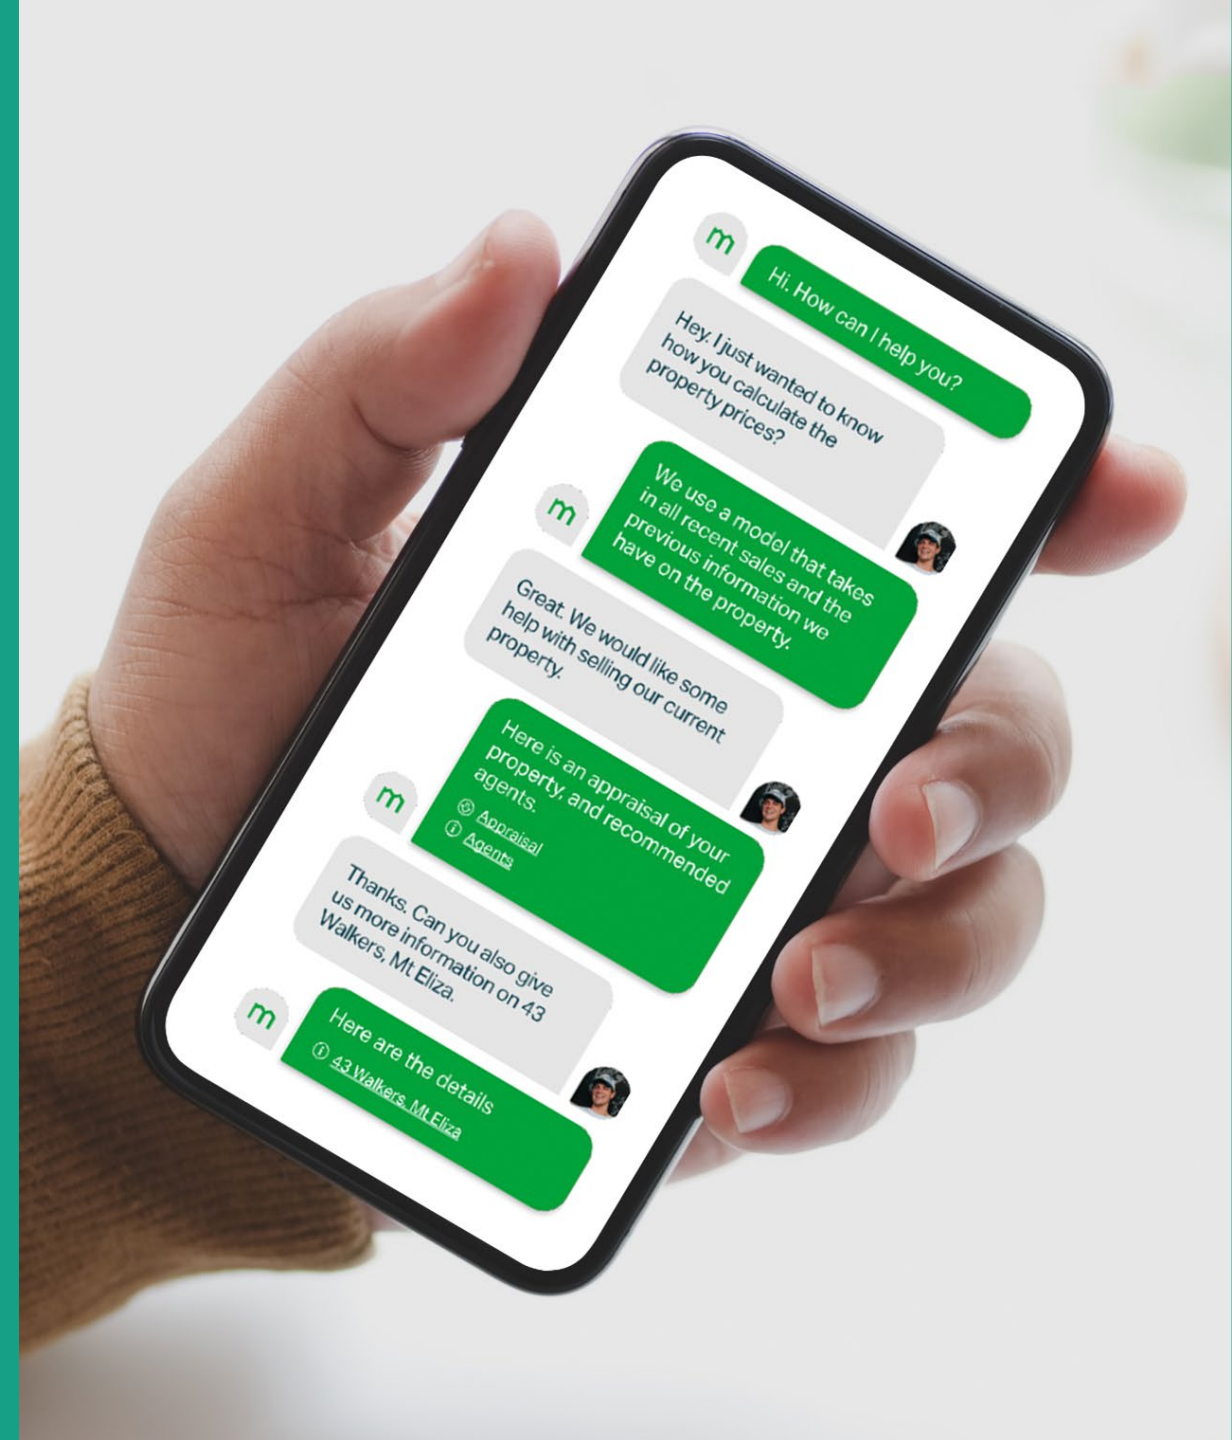 m
Hi. How can I help you?
Hey. I just wanted to know
how you calculate the
property prices?
m
We use a model that takes
in all recent sales and the
previous information we
have on the property.
Great. We would like some
help with selling our current
property.
m
Here is an appraisal of your
property, and recommended
agents.
Appraisal
Agents
Thanks. Can you also give
us more information on 43
Walkers, Mt Eliza.
m
Here are the details
43 Walkers, Mt Eliza